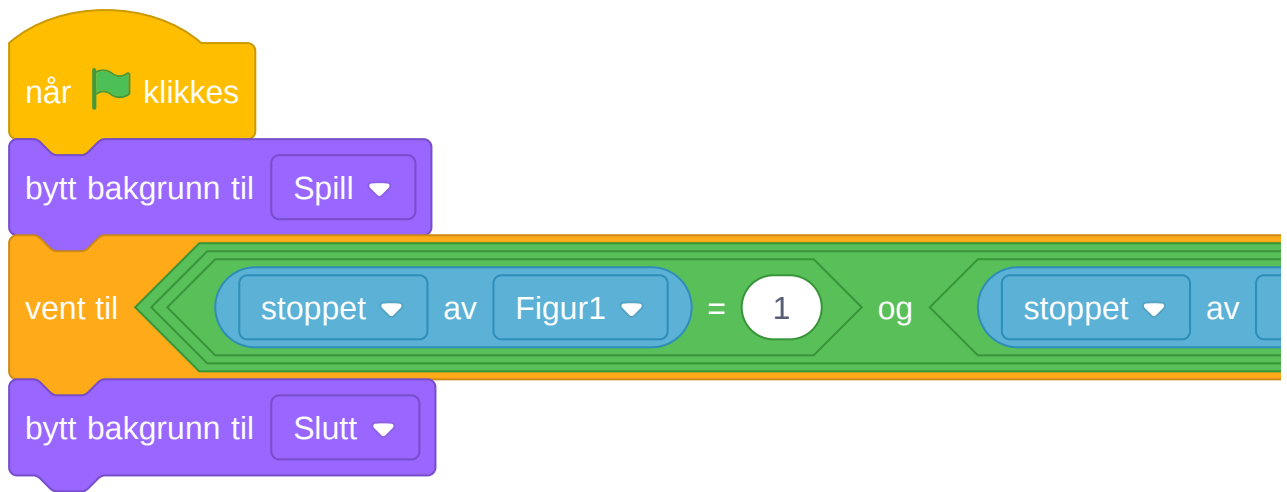 når klikkes
bytt bakgrunn til Spill
vent til stoppet av Figur1 = 1 og stoppet av
bytt bakgrunn til Slutt